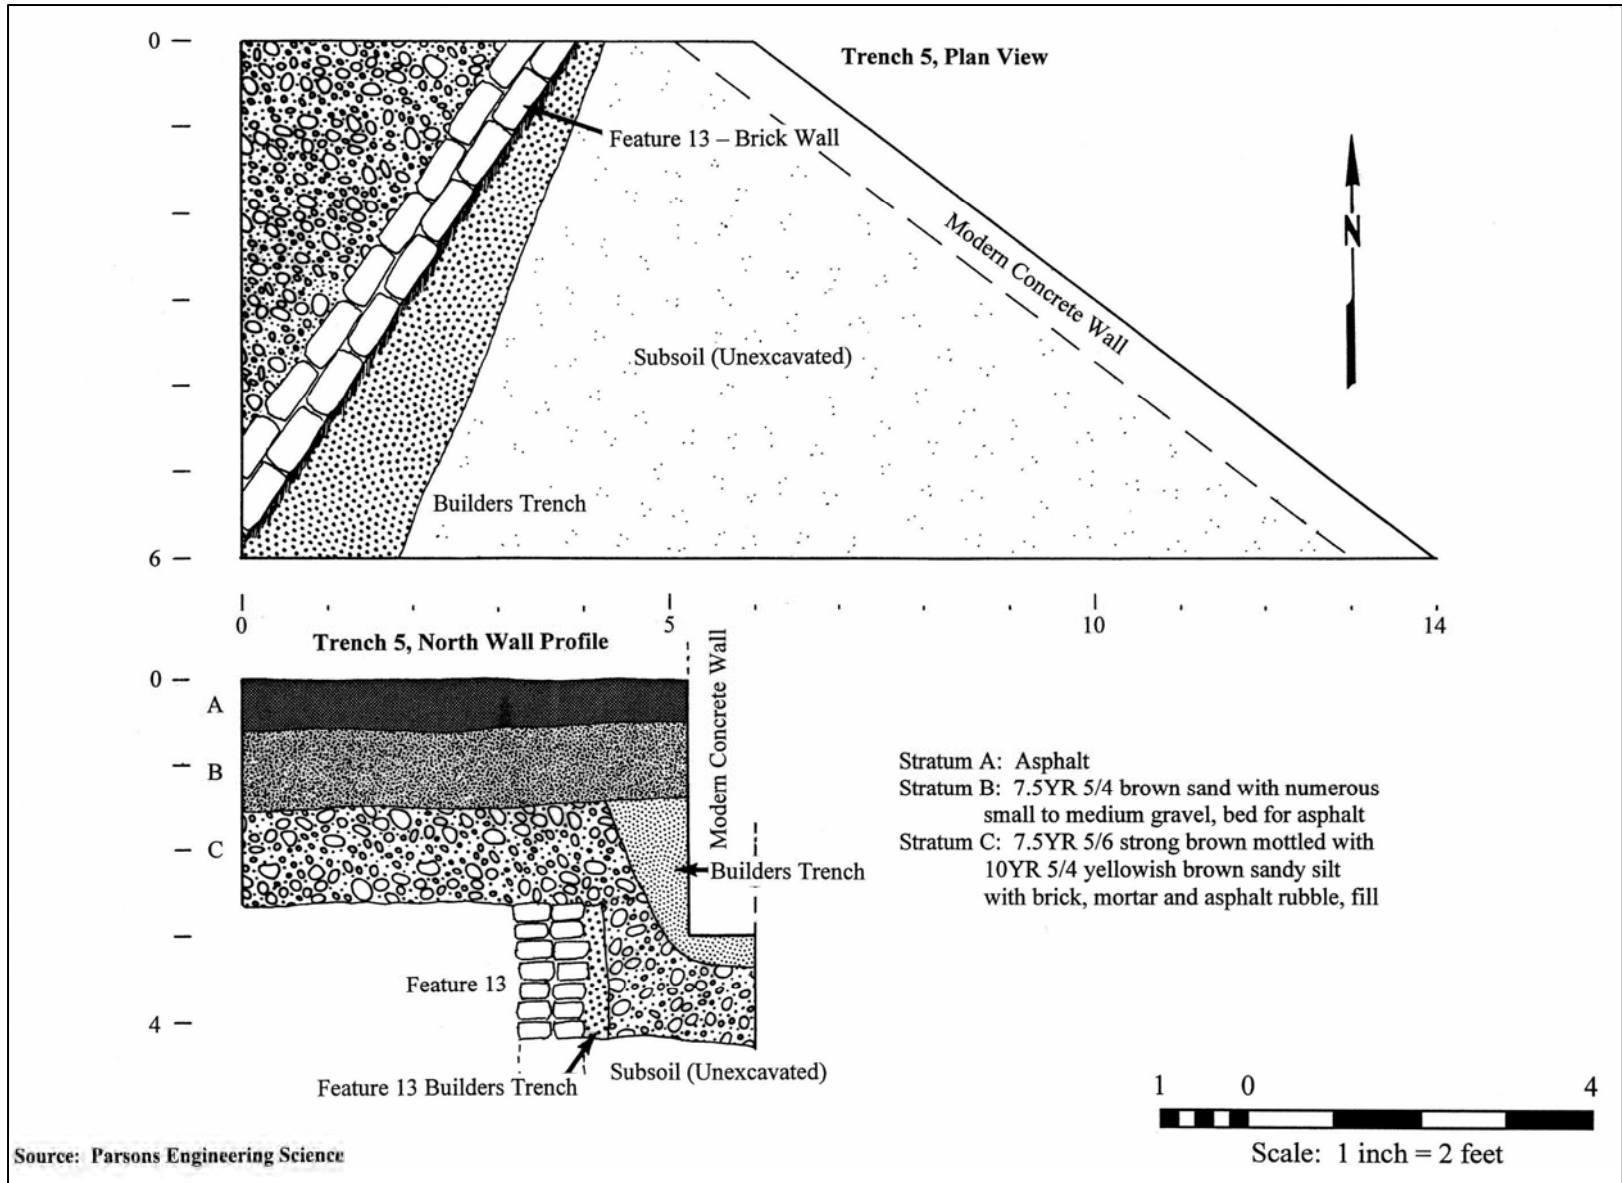 0
Trench 5, Plan View
Feature 13 – Brick Wall
N
Modern Concrete Wall
Subsoil (Unexcavated)
Builders Trench
6
0
5
10
14
Trench 5, North Wall Profile
0
A
B
C
4
Modern Concrete Wall
Builders Trench
Feature 13
Feature 13 Builders Trench
Subsoil (Unexcavated)
Stratum A: Asphalt
Stratum B: 7.5YR 5/4 brown sand with numerous
small to medium gravel, bed for asphalt
Stratum C: 7.5YR 5/6 strong brown mottled with
10YR 5/4 yellowish brown sandy silt
with brick, mortar and asphalt rubble, fill
1
0
4
Scale: 1 inch = 2 feet
Source: Parsons Engineering Science